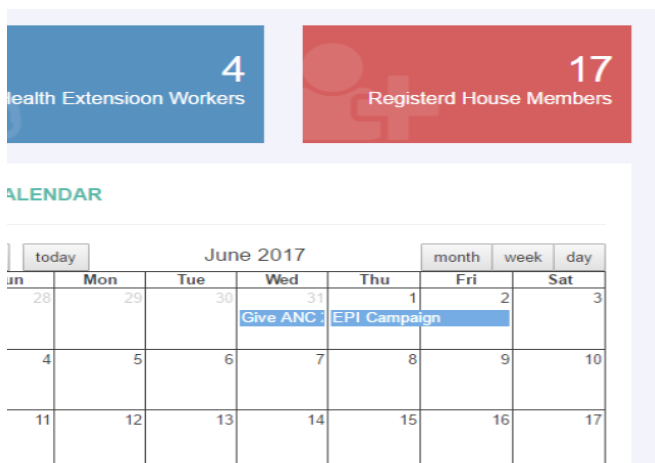 4
17
Health Extensioon Workers
Registerd House Members
ALENDAR
today
June 2017
month week day
un Mon Tue Wed Thu Fri Sat
28 29 30 31 1 2 3
Give ANC EPI Campaign
4 5 6 7 8 9 10
11 12 13 14 15 16 17